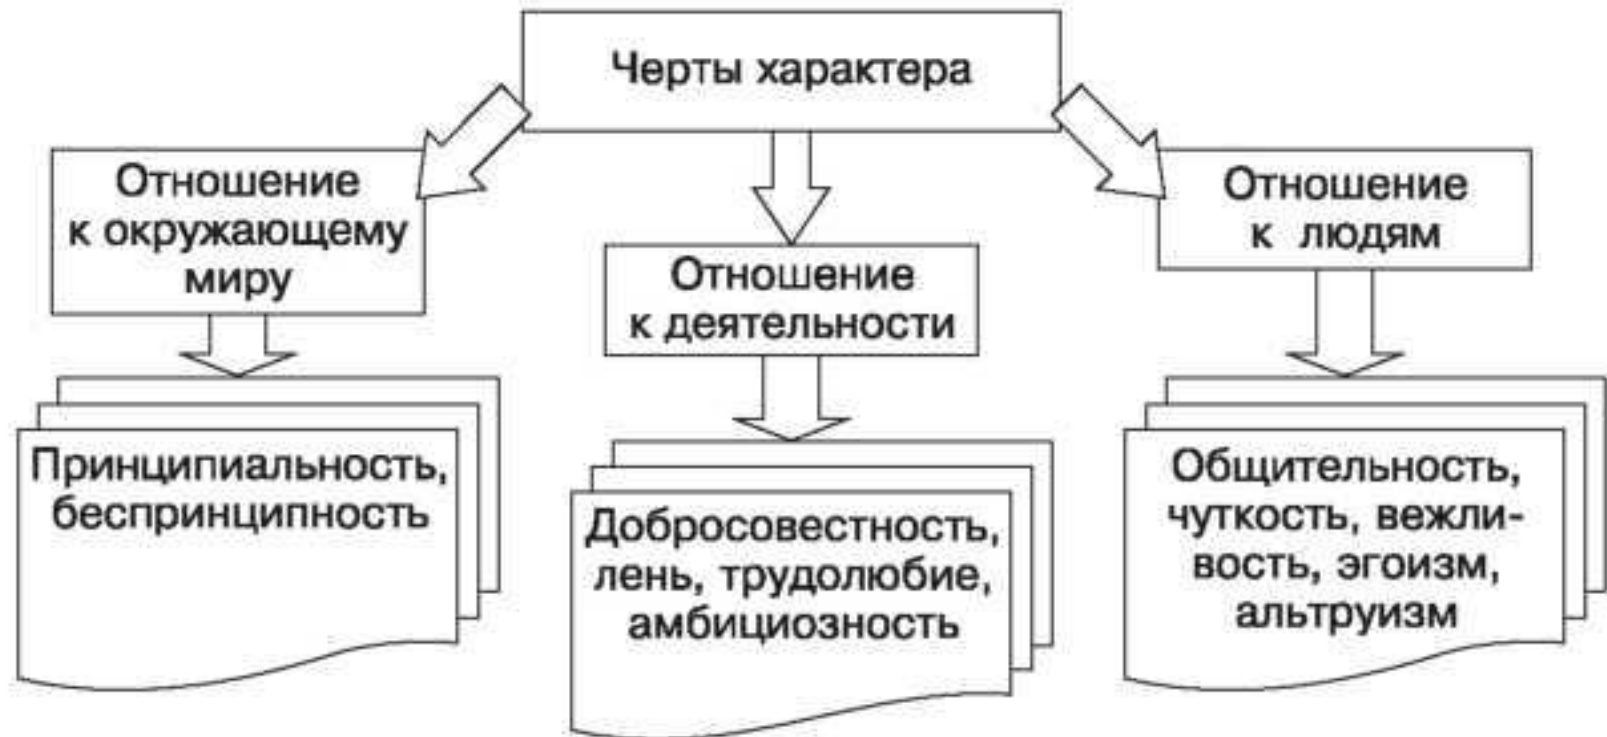 Черты характера
Отношение
к окружающему
миру
Отношение
к деятельности
Отношение
к людям
Принципиальность,
беспринципность
Добросовестность,
лень, трудолюбие,
амбициозность
Общительность,
чуткость, вежли-
вость, эгоизм,
альтруизм